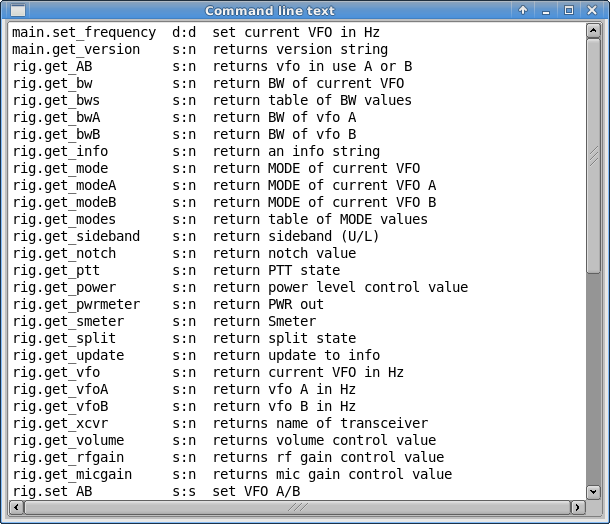 Command line text
main.set_frequency d:d set current VFO in Hz
main.get_version s:n returns version string
rig.get_AB s:n returns vfo in use A or B
rig.get_bw s:n return BW of current VFO
rig.get_bws s:n return table of BW values
rig.get_bwA s:n return BW of vfo A
rig.get_bwB s:n return BW of vfo B
rig.get_info s:n return an info string
rig.get_mode s:n return MODE of current VFO
rig.get_modeA s:n return MODE of current VFO A
rig.get_modeB s:n return MODE of current VFO B
rig.get_modes s:n return table of MODE values
rig.get_sideband s:n return sideband (U/L)
rig.get_notch s:n return notch value
rig.get_ptt s:n return PTT state
rig.get_power s:n return power level control value
rig.get_pwrmeter s:n return PWR out
rig.get_smeter s:n return Smeter
rig.get_split s:n return split state
rig.get_update s:n return update to info
rig.get_vfo s:n return current VFO in Hz
rig.get_vfoA s:n return vfo A in Hz
rig.get_vfoB s:n return vfo B in Hz
rig.get_xcvr s:n returns name of transceiver
rig.get_volume s:n returns volume control value
rig.get_rfgain s:n returns rf gain control value
rig.get_micgain s:n returns mic gain control value
rig.set_AB s:s set VFO A/B